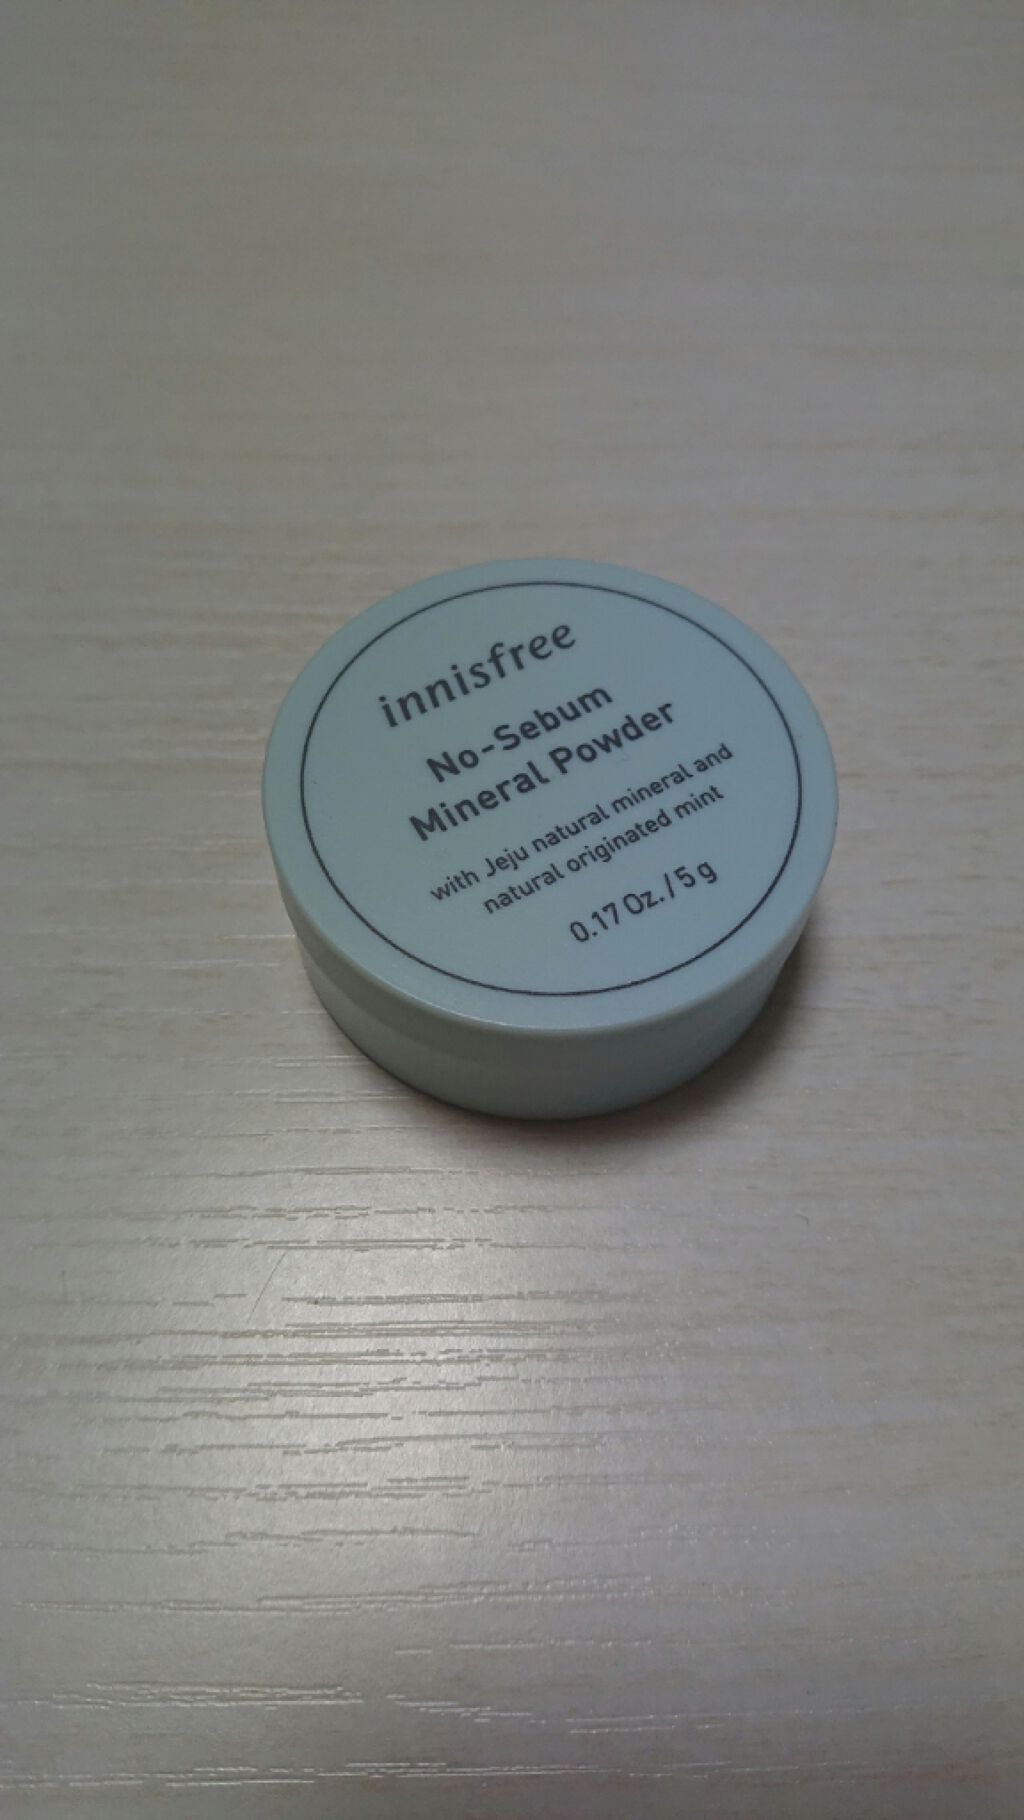 innisfree
No-Sebum
Mineral Powder
with Jeju natural mineral and
natural originated mint
0.17 Oz. / 5 g